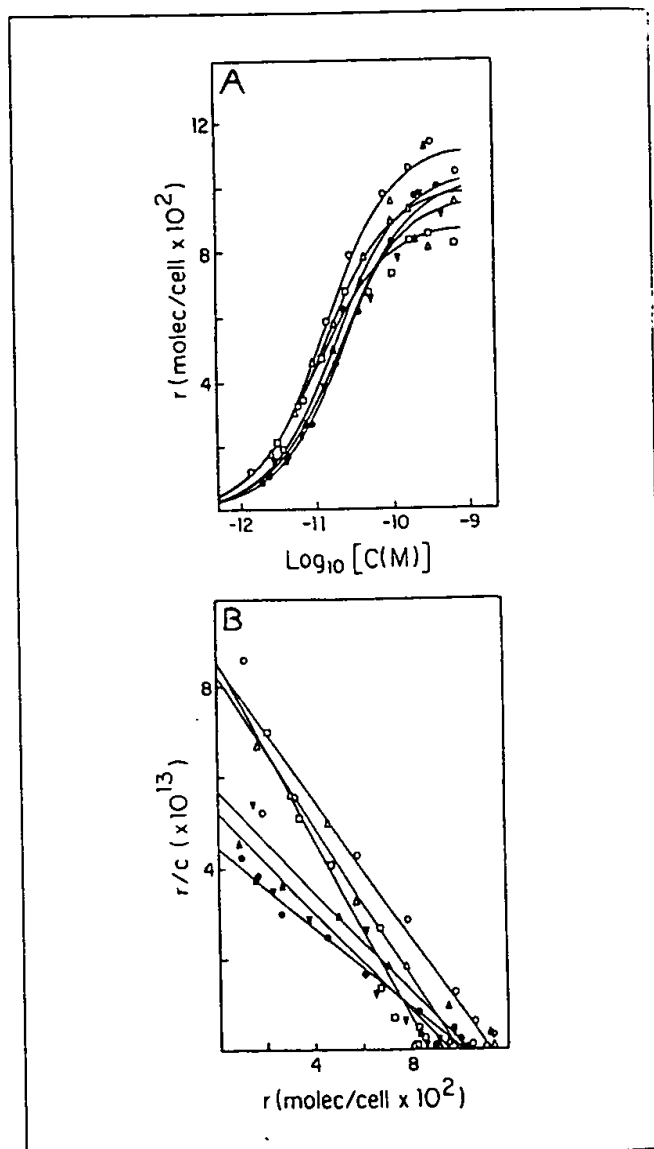 A
r (molec/cell x 10²)
12
8
4
-12 -11 -10 -9
Log₁₀ [C(M)]
B
r/c (x 10¹³)
8
4
4 8
r (molec/cell x 10²)